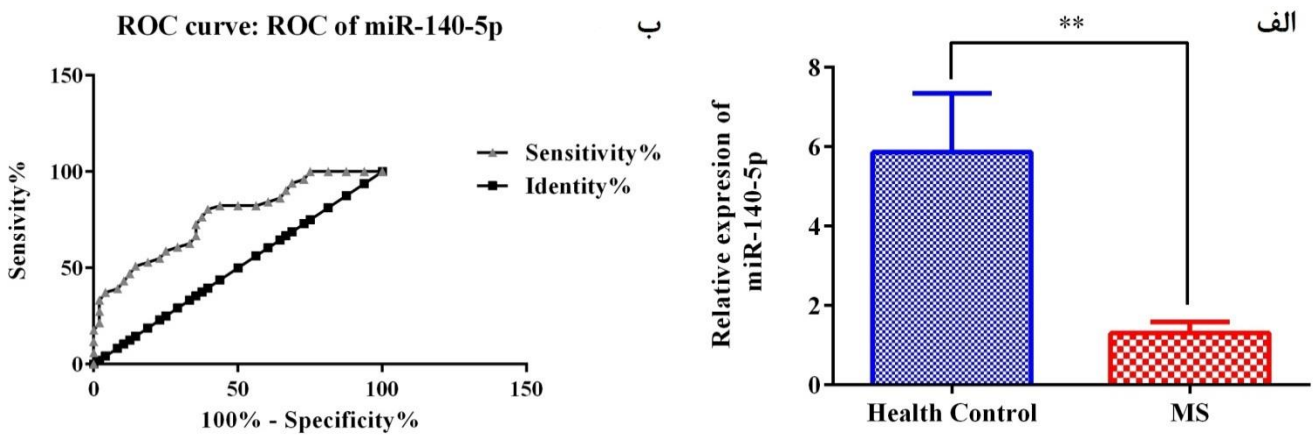 ROC curve: ROC of miR-140-5p
ب
150
100
50
0
Sensivity%
0
50
100
150
100% - Specificity%
Sensitivity%
Identity%
الف
**
8
6
4
2
0
Relative expresion of
miR-140-5p
Health Control
MS